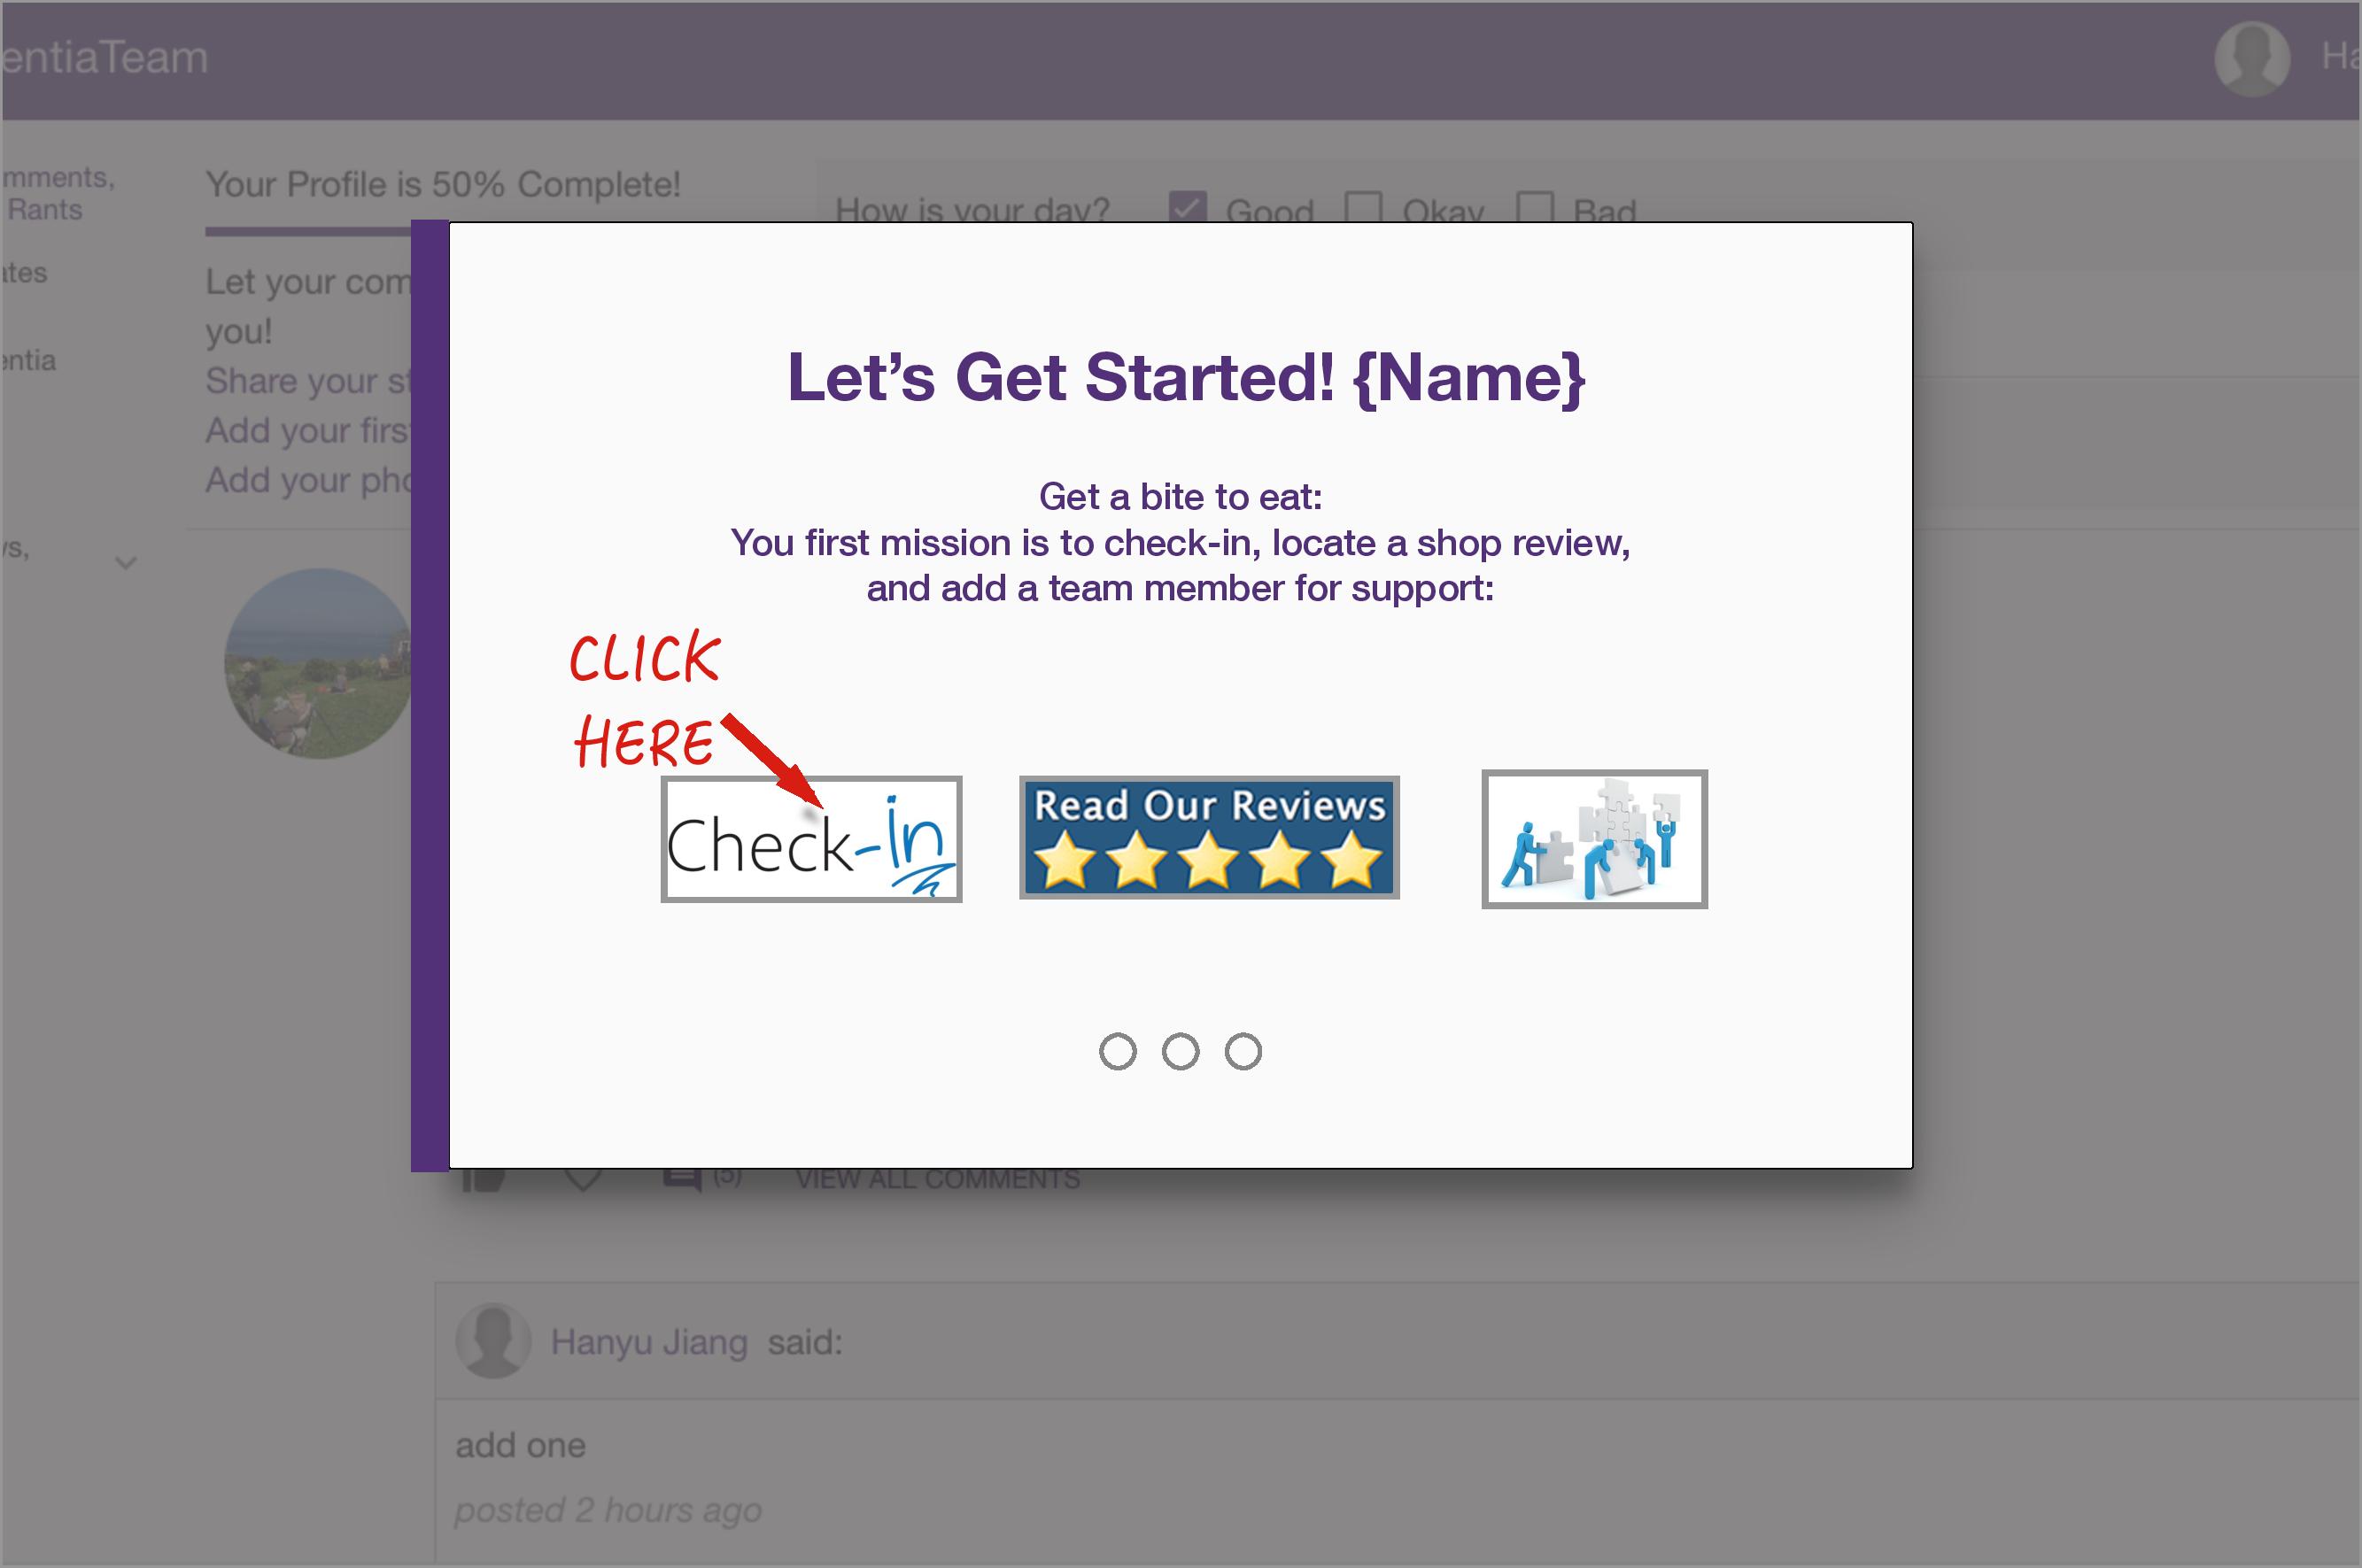 entiaTeam
Ha
mments,
Rants
ates
entia
ys,
Your Profile is 50% Complete!
Let your com
you!
Share your st
Add your first
Add your pho
How is your day? Good Okay Bad
Let's Get Started! {Name}
Get a bite to eat:
You first mission is to check-in, locate a shop review,
and add a team member for support:
CLICK
HERE
Check-in
Read Our Reviews
(5) VIEW ALL COMMENTS
Hanyu Jiang said:
add one
posted 2 hours ago